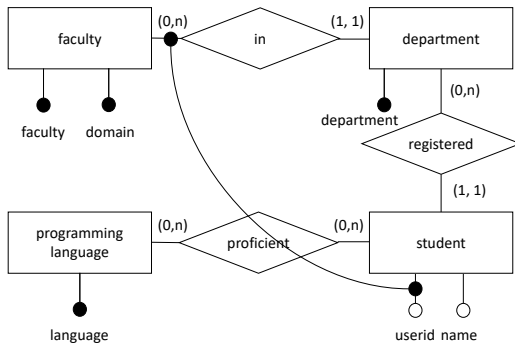 (0,n)
(1, 1)
faculty
in
department
faculty
domain
department
(0,n)
registered
(1, 1)
programming
language
(0,n)
proficient
(0,n)
student
language
userid
name